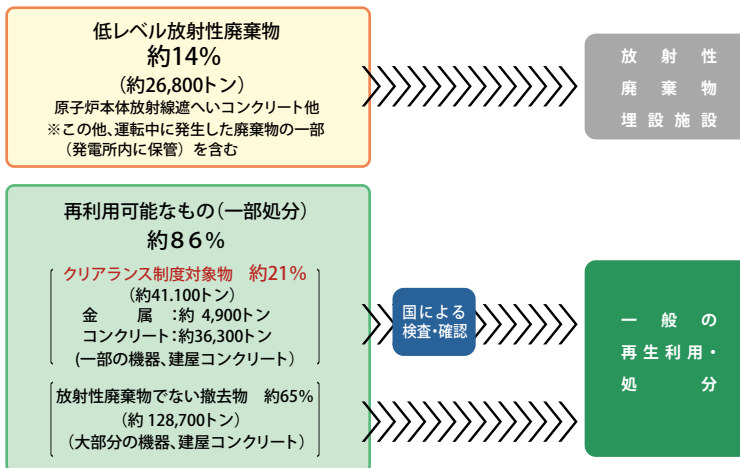 低レベル放射性廃棄物
約14%
(約26,800トン)
原子炉本体放射線遮へいコンクリート他
※この他、運転中に発生した廃棄物の一部
(発電所内に保管)を含む
放射性
廃棄物
埋設施設
再利用可能なもの(一部処分)
約86%
クリアランス制度対象物 約21%
(約41.100トン)
金属:約 4,900トン
コンクリート:約36,300トン
(一部の機器、建屋コンクリート)
国による
検査・確認
一般の
再生利用・
処分
放射性廃棄物でない撤去物 約65%
(約 128,700トン)
(大部分の機器、建屋コンクリート)